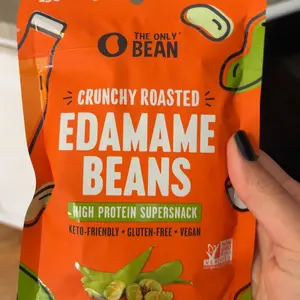 THE ONLY
BEAN
CRUNCHY ROASTED
EDAMAME
BEANS
HIGH PROTEIN SUPERSNACK
KETO-FRIENDLY • GLUTEN-FREE • VEGAN